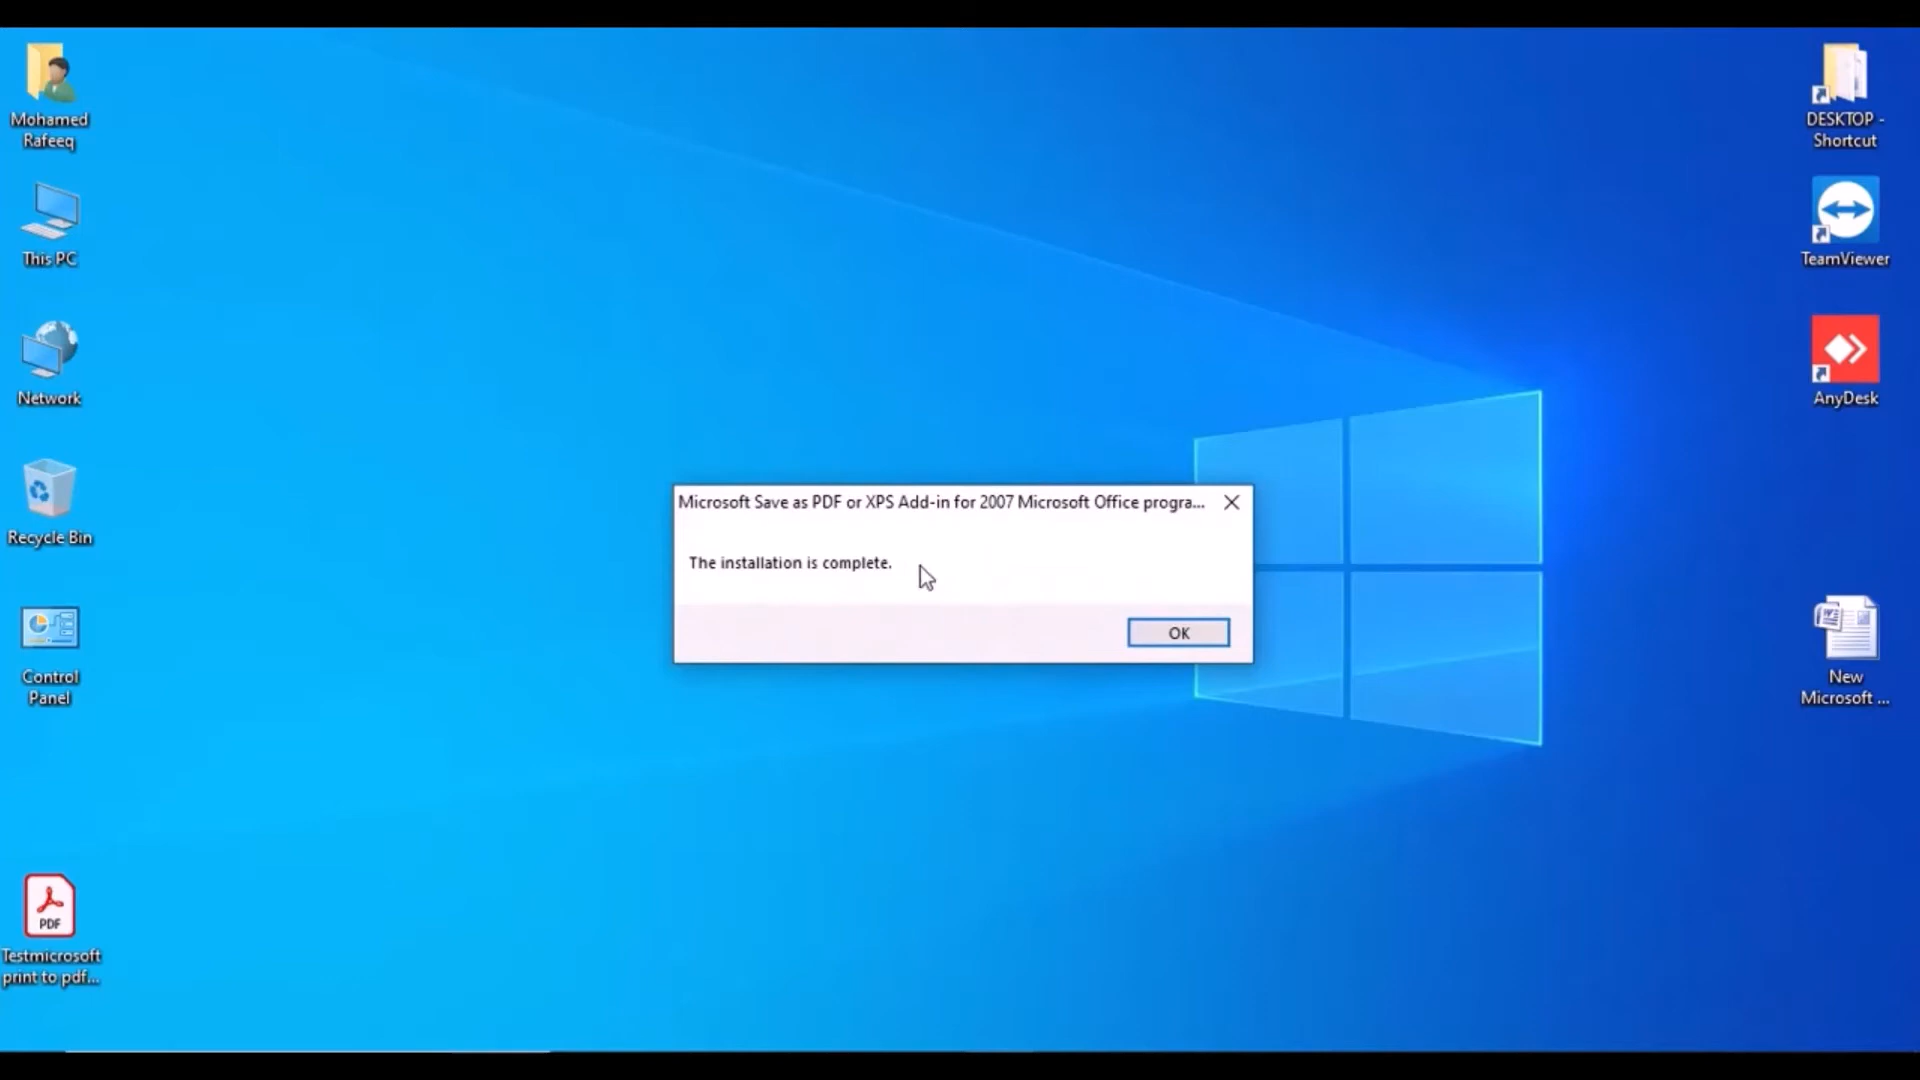 Mohamed
Rafeeq
This PC
Network
Recycle Bin
Control
Panel
PDF
Testmicrosoft
print to pdf...
Microsoft Save as PDF or XPS Add-in for 2007 Microsoft Office progra...
The installation is complete.
OK
DESKTOP -
Shortcut
TeamViewer
AnyDesk
New
Microsoft ...